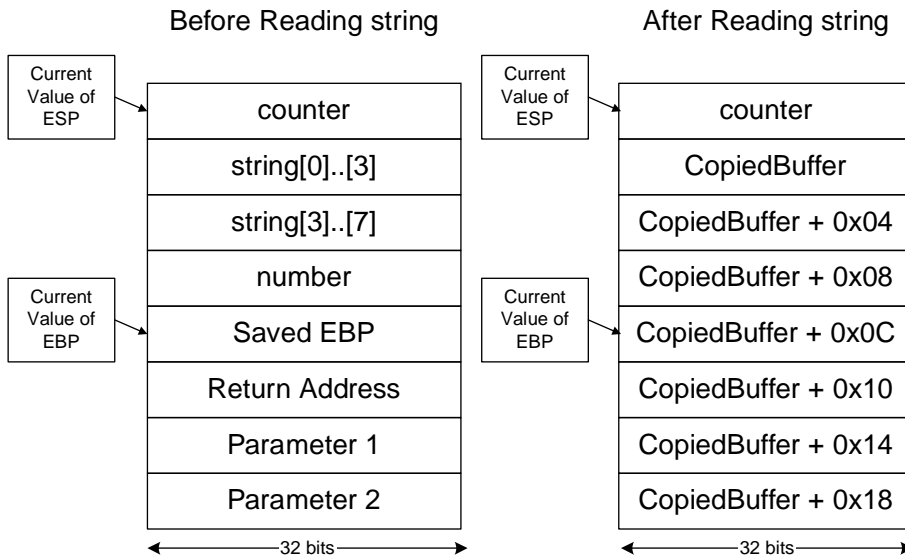 Before Reading string
Current
Value of
ESP
counter
string[0]..[3]
string[3]..[7]
number
Current
Value of
EBP
Saved EBP
Return Address
Parameter 1
Parameter 2
32 bits
After Reading string
Current
Value of
ESP
counter
CopiedBuffer
CopiedBuffer + 0x04
CopiedBuffer + 0x08
Current
Value of
EBP
CopiedBuffer + 0x0C
CopiedBuffer + 0x10
CopiedBuffer + 0x14
CopiedBuffer + 0x18
32 bits